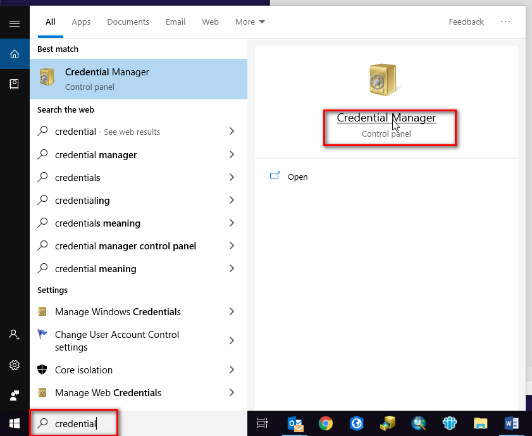 All Apps Documents Email Web More Feedback ...
Best match
Credential Manager
Control panel
Search the web
credential - See web results
credential manager
credentials
credentialing
credentials meaning
credential manager control panel
credential meaning
Settings
Manage Windows Credentials
Change User Account Control
settings
Core isolation
Manage Web Credentials
credential
Credential Manager
Control panel
Open